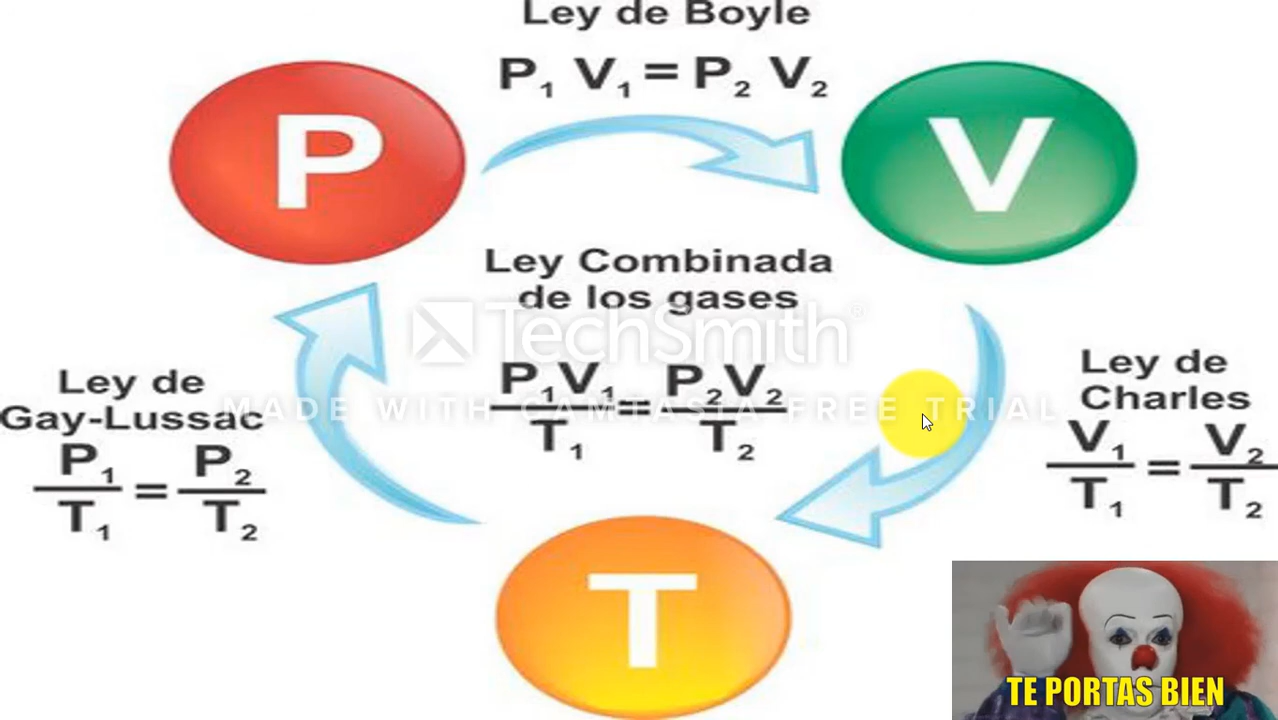 Ley de Boyle
P₁ V₁ = P₂ V₂
P
V
Ley Combinada
de los gases
TechSmith®
P₁V₁ = P₂V₂
T₁ T₂
MADE WITH CAMTASIA FREE TRIAL
Ley de
Gay-Lussac
P₁ = P₂
T₁ T₂
Ley de
Charles
V₁ = V₂
T₁ T₂
T
TE PORTAS BIEN